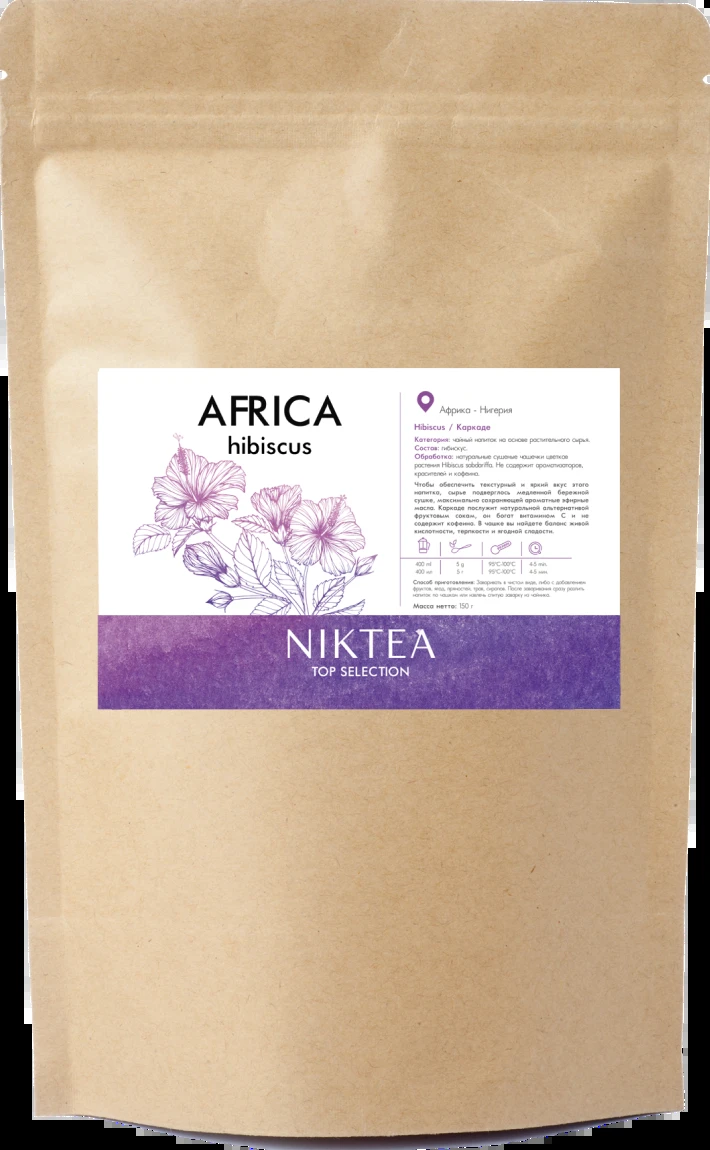 AFRICA
hibiscus
Африка - Нигерия
Hibiscus / Каркаде
Категория: чайный напиток на основе растительного сырья.
Состав: гибискус.
Обработка: натуральные сушеные чашечки цветков
растения Hibiscus sabdariffa. Не содержит ароматизаторов,
красителей и кофеина.
Чтобы обеспечить текстурный и яркий вкус этого
напитка, сырье подверглось медленной бережной
сушке, максимально сохраняющей ароматные эфирные
масла. Каркаде послужит натуральной альтернативой
фруктовым сокам, он богат витамином С и не
содержит кофеина. В чашке вы найдете баланс живой
кислотности, терпкости и ягодной сладости.
400 ml 5 g 95°C-100°C 4-5 min.
400 мл 5 г 95°C-100°C 4-5 мин.
Способ приготовления: Заваривать в чистом виде, либо с добавлением
фруктов, ягод, пряностей, трав, сиропов. После заваривания сразу разлить
напиток по чашкам или извлечь спитую заварку из чайника.
Масса нетто: 150 г
NIKTEA
TOP SELECTION